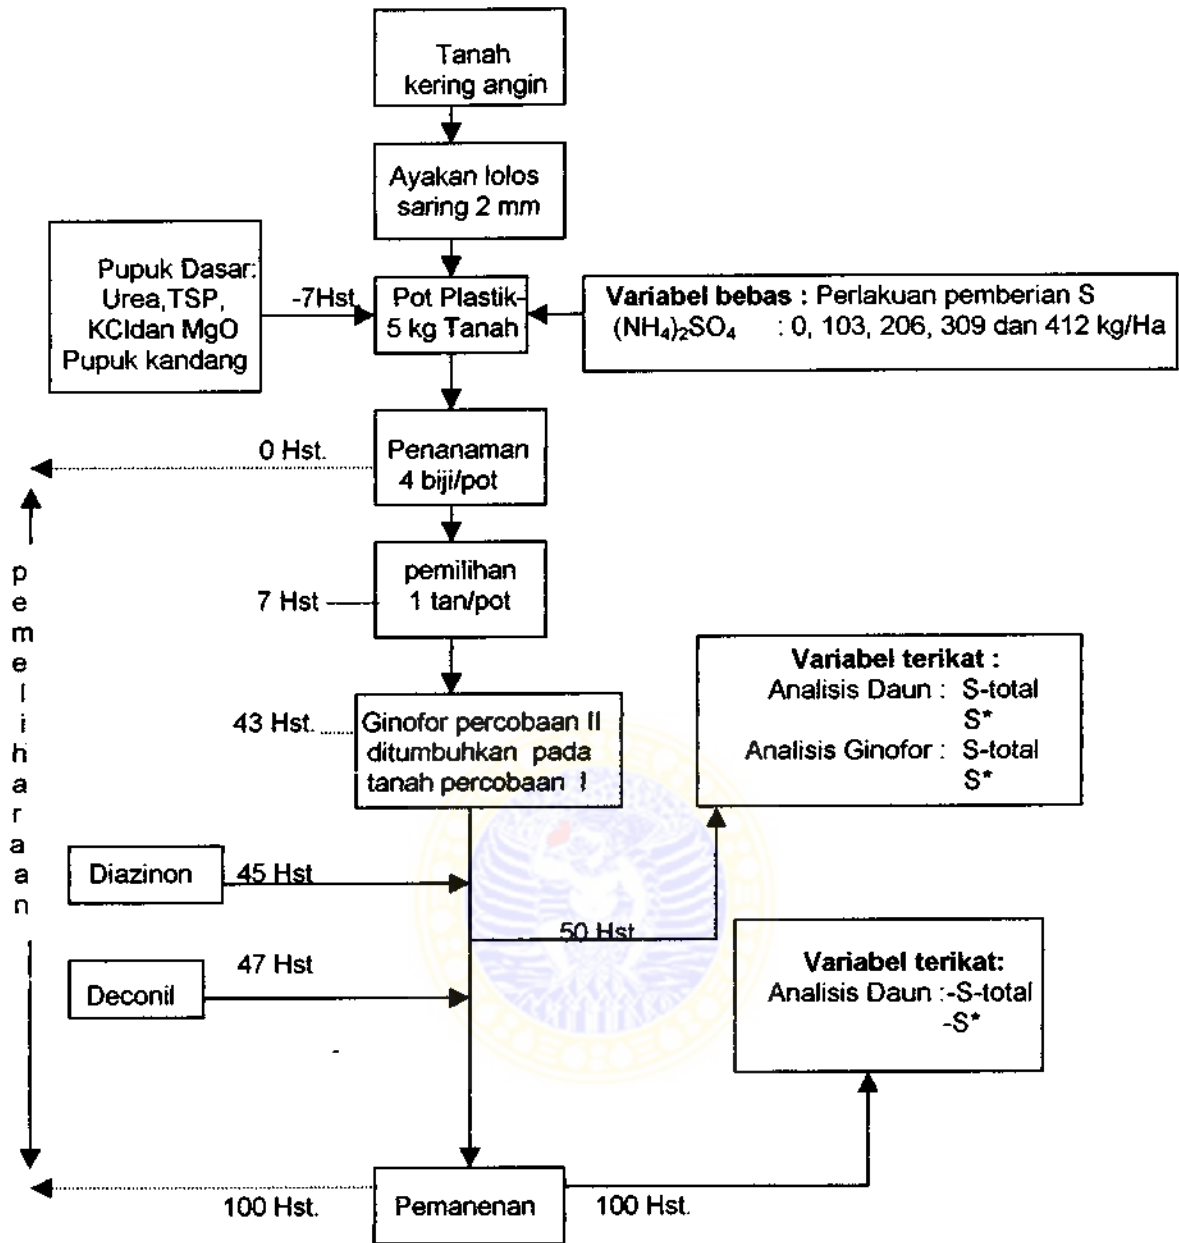 Tanah
kering angin
Ayakan lolos
saring 2 mm
Pupuk Dasar:
Urea,TSP,
KCldan MgO
Pupuk kandang
-7Hst
Pot Plastik-
5 kg Tanah
Variabel bebas : Perlakuan pemberian S
(NH₄)₂SO₄ : 0, 103, 206, 309 dan 412 kg/Ha
0 Hst.
Penanaman
4 biji/pot
pemeliharaan
7 Hst
pemilihan
1 tan/pot
43 Hst.
Ginofor percobaan II
ditumbuhkan pada
tanah percobaan I
Variabel terikat :
Analisis Daun : S-total
S*
Analisis Ginofor : S-total
S*
Diazinon
45 Hst
50 Hst
47 Hst
Deconil
Variabel terikat:
Analisis Daun :-S-total
-S*
100 Hst.
Pemanenan
100 Hst.